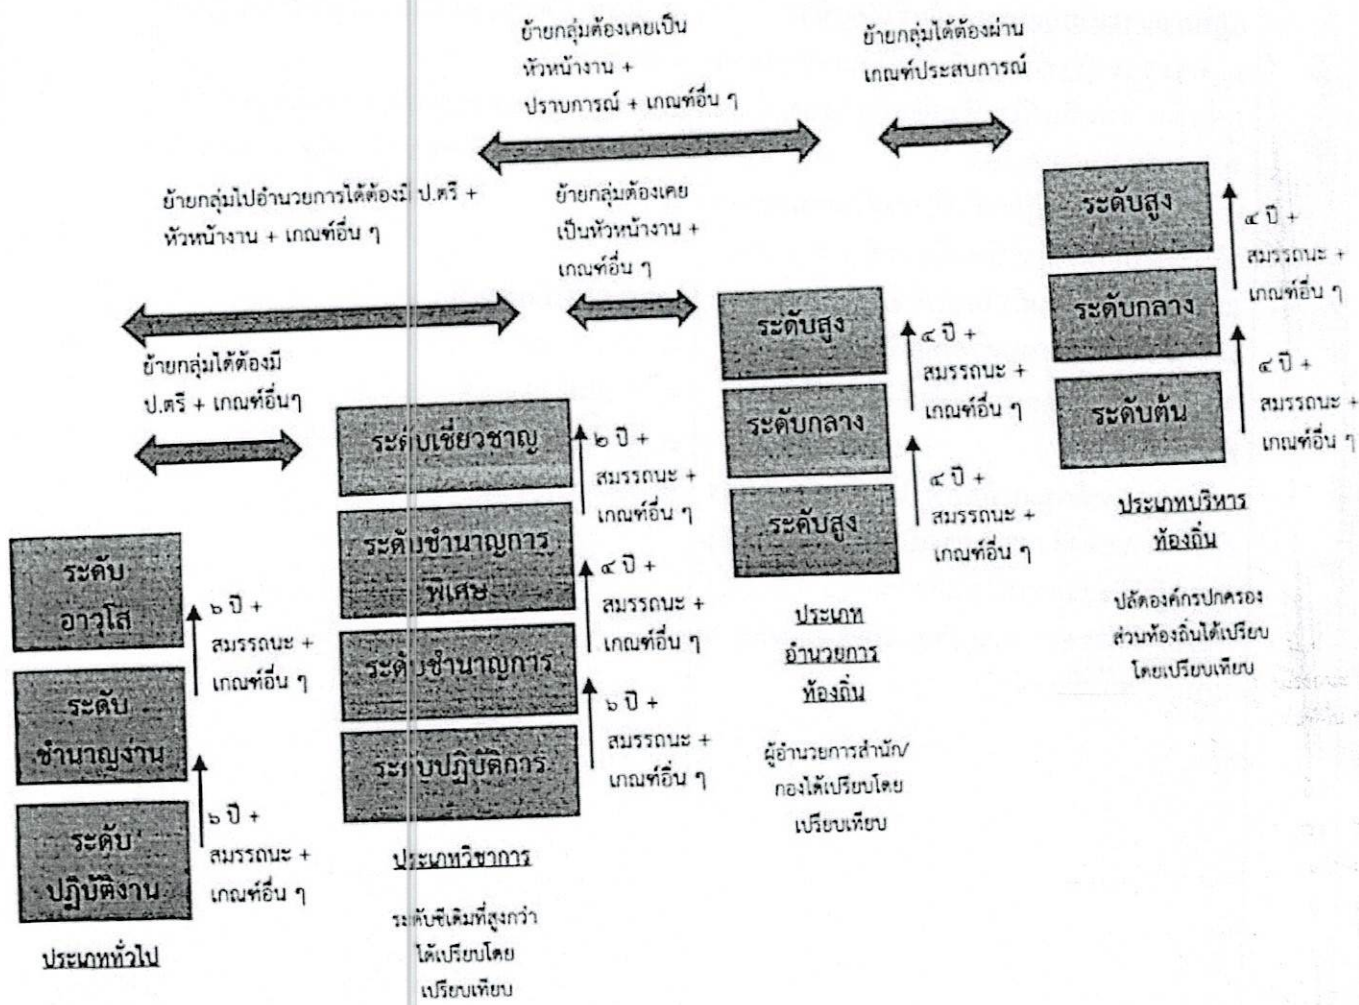 ย้ายกลุ่มต้องเคยเป็น
หัวหน้างาน +
ปราบการณ์ + เกณฑ์อื่น ๆ
ย้ายกลุ่มได้ต้องผ่าน
เกณฑ์ประสบการณ์
ย้ายกลุ่มไปอำนวยการได้ต้องมี ป.ตรี +
หัวหน้างาน + เกณฑ์อื่น ๆ
ย้ายกลุ่มต้องเคย
เป็นหัวหน้างาน +
เกณฑ์อื่น ๆ
ย้ายกลุ่มได้ต้องมี
ป.ตรี + เกณฑ์อื่นๆ
ระดับ
อาวุโส
ระดับ
ชำนาญงาน
ระดับ
ปฏิบัติงาน
๖ ปี +
สมรรถนะ +
เกณฑ์อื่น ๆ
๖ ปี +
สมรรถนะ +
เกณฑ์อื่น ๆ
ประเภททั่วไป
ระดับเชี่ยวชาญ
ระดับชำนาญการ
พิเศษ
ระดับชำนาญการ
ระดับปฏิบัติการ
๒ ปี +
สมรรถนะ +
เกณฑ์อื่น ๆ
๔ ปี +
สมรรถนะ +
เกณฑ์อื่น ๆ
๖ ปี +
สมรรถนะ +
เกณฑ์อื่น ๆ
ประเภทวิชาการ
ระดับซีเดิมที่สูงกว่า
ได้เปรียบโดย
เปรียบเทียบ
ระดับสูง
ระดับกลาง
ระดับสูง
๔ ปี +
สมรรถนะ +
เกณฑ์อื่น ๆ
๔ ปี +
สมรรถนะ +
เกณฑ์อื่น ๆ
ประเภท
อำนวยการ
ท้องถิ่น
ผู้อำนวยการสำนัก/
กองได้เปรียบโดย
เปรียบเทียบ
ระดับสูง
ระดับกลาง
ระดับต้น
๔ ปี +
สมรรถนะ +
เกณฑ์อื่น ๆ
๔ ปี +
สมรรถนะ +
เกณฑ์อื่น ๆ
ประเภทบริหาร
ท้องถิ่น
ปลัดองค์กรปกครอง
ส่วนท้องถิ่นได้เปรียบ
โดยเปรียบเทียบ